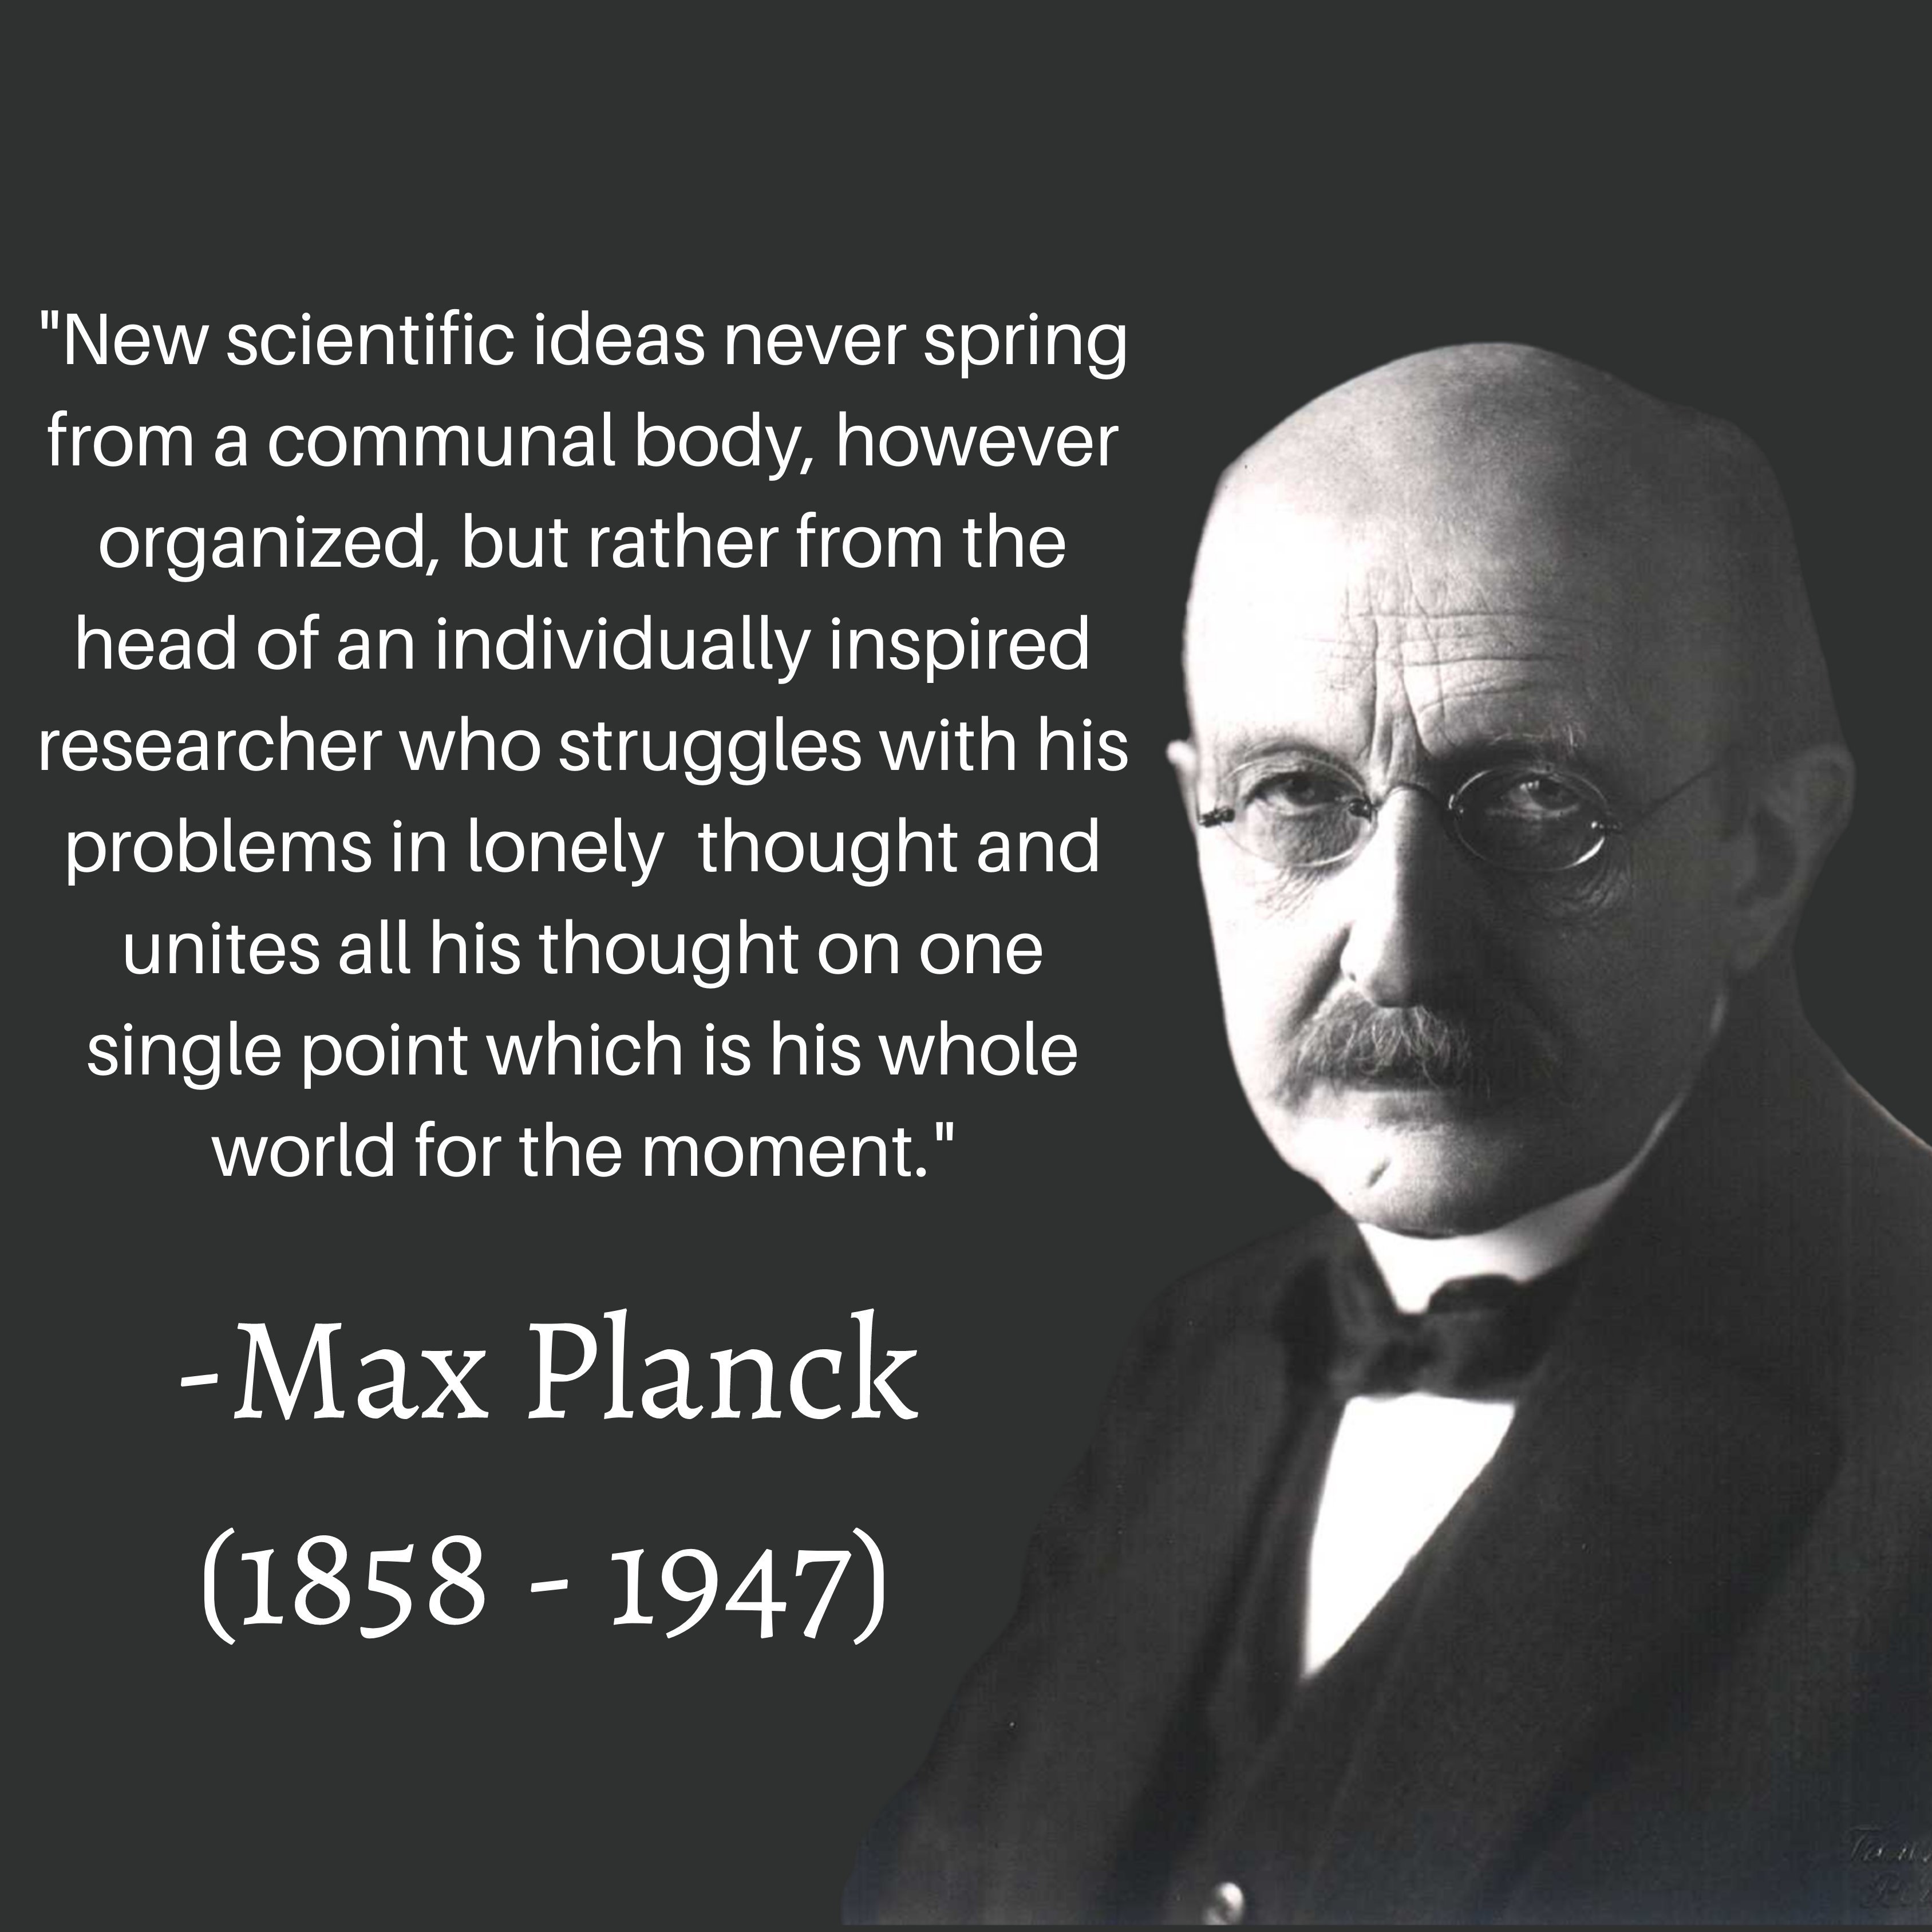 "New scientific ideas never spring
from a communal body, however
organized, but rather from the
head of an individually inspired
researcher who struggles with his
problems in lonely  thought and
unites all his thought on one
single point which is his whole
world for the moment."
-Max Planck
(1858 - 1947)